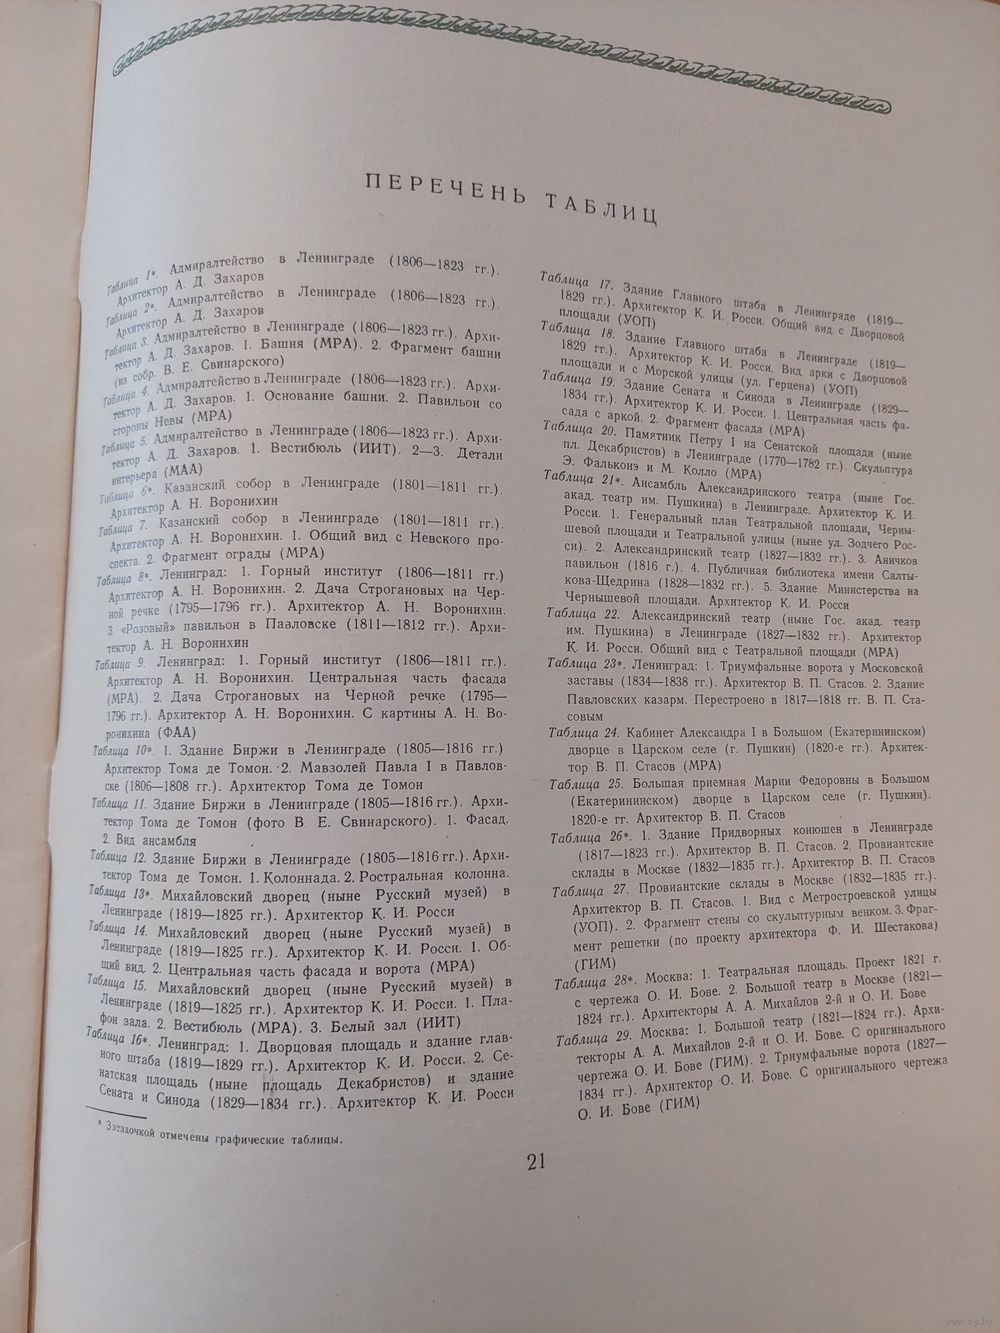 ПЕРЕЧЕНЬ ТАБЛИЦ
Таблица 1*. Адмиралтейство в Ленинграде (1806—1823 гг.).
Архитектор А. Д. Захаров
Таблица 2*. Адмиралтейство в Ленинграде (1806—1823 гг.).
Архитектор А. Д. Захаров
Таблица 3. Адмиралтейство в Ленинграде (1806—1823 гг.). Архи-
тектор А. Д. Захаров. 1. Башня (МРА). 2. Фрагмент башни
(из собр. В. Е. Свинарского)
Таблица 4. Адмиралтейство в Ленинграде (1806—1823 гг.). Архи-
тектор А. Д. Захаров. 1. Основание башни. 2. Павильон со
стороны Невы (МРА)
Таблица 5. Адмиралтейство в Ленинграде (1806—1823 гг.). Архи-
тектор А. Д. Захаров. 1. Вестибюль (ИИТ). 2—3. Детали
интерьера (МАА)
Таблица 6*. Казанский собор в Ленинграде (1801—1811 гг.).
Архитектор А. Н. Воронихин
Таблица 7. Казанский собор в Ленинграде (1801—1811 гг.).
Архитектор А. Н. Воронихин. 1. Общий вид с Невского про-
спекта. 2. Фрагмент ограды (МРА)
Таблица 8*. Ленинград: 1. Горный институт (1806—1811 гг.)
Архитектор А. Н. Воронихин. 2. Дача Строгановых на Чер-
ной речке (1795—1796 гг.). Архитектор А. Н. Воронихин.
3. «Розовый» павильон в Павловске (1811—1812 гг.). Архи-
тектор А. Н. Воронихин
Таблица 9. Ленинград: 1. Горный институт (1806—1811 гг.).
Архитектор А. Н. Воронихин. Центральная часть фасада
(МРА). 2. Дача Строгановых на Черной речке (1795—
1796 гг.). Архитектор А. Н. Воронихин. С картины А. Н. Во-
ронихина (ФАА)
Таблица 10*. 1. Здание Биржи в Ленинграде (1805—1816 гг.)
Архитектор Тома де Томон. 2. Мавзолей Павла I в Павлов-
ске (1806—1808 гг.). Архитектор Тома де Томон
Таблица 11. Здание Биржи в Ленинграде (1805—1816 гг.). Архи-
тектор Тома де Томон (фото В. Е. Свинарского). 1. Фасад.
2. Вид ансамбля
Таблица 12. Здание Биржи в Ленинграде (1805—1816 гг.). Архи-
тектор Тома де Томон. 1. Колоннада. 2. Ростральная колонна.
Таблица 13*. Михайловский дворец (ныне Русский музей) в
Ленинграде (1819—1825 гг.). Архитектор К. И. Росси
Таблица 14. Михайловский дворец (ныне Русский музей) в
Ленинграде (1819—1825 гг.). Архитектор К. И. Росси. 1. Об-
щий вид. 2. Центральная часть фасада и ворота (МРА)
Таблица 15. Михайловский дворец (ныне Русский музей) в
Ленинграде (1819—1825 гг.). Архитектор К. И. Росси. 1. Пла-
фон зала. 2. Вестибюль (МРА). 3. Белый зал (ИИТ)
Таблица 16*. Ленинград: 1. Дворцовая площадь и здание глав-
ного штаба (1819—1829 гг.). Архитектор К. И. Росси. 2. Се-
натская площадь (ныне площадь Декабристов) и здание
Сената и Синода (1829—1834 гг.). Архитектор К. И. Росси
* Звездочкой отмечены графические таблицы.
Таблица 17. Здание Главного штаба в Ленинграде (1819—
1829 гг.). Архитектор К. И. Росси. Общий вид с Дворцовой
площади (УОП)
Таблица 18. Здание Главного штаба в Ленинграде (1819—
1829 гг.). Архитектор К. И. Росси. Вид арки с Дворцовой
площади и с Морской улицы (ул. Герцена) (УОП)
Таблица 19. Здание Сената и Синода в Ленинграде (1829—
1834 гг.). Архитектор К. И. Росси. 1. Центральная часть фа-
сада с аркой. 2. Фрагмент фасада (МРА)
Таблица 20. Памятник Петру I на Сенатской площади (ныне
пл. Декабристов) в Ленинграде (1770—1782 гг.). Скульптура
Э. Фальконэ и М. Колло (МРА)
Таблица 21*. Ансамбль Александринского театра (ныне Гос.
акад. театр им. Пушкина) в Ленинграде. Архитектор К. И.
Росси. 1. Генеральный план Театральной площади, Черны-
шевой площади и Театральной улицы (ныне ул. Зодчего Рос-
си). 2. Александринский театр (1827—1832 гг.). 3. Аничков
павильон (1816 г.). 4. Публичная библиотека имени Салты-
кова-Щедрина (1828—1832 гг.). 5. Здание Министерства на
Чернышевой площади. Архитектор К. И. Росси
Таблица 22. Александринский театр (ныне Гос. акад. театр
им. Пушкина) в Ленинграде (1827—1832 гг.). Архитектор
К. И. Росси. Общий вид с Театральной площади (МРА)
Таблица 23*. Ленинград: 1. Триумфальные ворота у Московской
заставы (1834—1838 гг.). Архитектор В. П. Стасов. 2. Здание
Павловских казарм. Перестроено в 1817—1818 гг. В. П. Ста-
совым
Таблица 24. Кабинет Александра I в Большом (Екатерининском)
дворце в Царском селе (г. Пушкин) (1820-е гг.). Архитек-
тор В. П. Стасов (МРА)
Таблица 25. Большая приемная Марии Федоровны в Большом
(Екатерининском) дворце в Царском селе (г. Пушкин).
1820-е гг. Архитектор В. П. Стасов
Таблица 26*. 1. Здание Придворных конюшен в Ленинграде
(1817—1823 гг.). Архитектор В. П. Стасов. 2. Провиантские
склады в Москве (1832—1835 гг.). Архитектор В. П. Стасов
Таблица 27. Провиантские склады в Москве (1832—1835 гг.).
Архитектор В. П. Стасов. 1. Вид с Метростроевской улицы
(УОП). 2. Фрагмент стены со скульптурным венком. 3. Фраг-
мент решетки (по проекту архитектора Ф. И. Шестакова)
(ГИМ)
Таблица 28*. Москва: 1. Театральная площадь. Проект 1821 г.
с чертежа О. И. Бове. 2. Большой театр в Москве (1821—
1824 гг.). Архитекторы А. А. Михайлов 2-й и О. И. Бове
Таблица 29. Москва: 1. Большой театр (1821—1824 гг.). Архи-
текторы А. А. Михайлов 2-й и О. И. Бове. С оригинального
чертежа О. И. Бове (ГИМ). 2. Триумфальные ворота (1827—
1834 гг.). Архитектор О. И. Бове. С оригинального чертежа
О. И. Бове (ГИМ)
21
www.ay.by